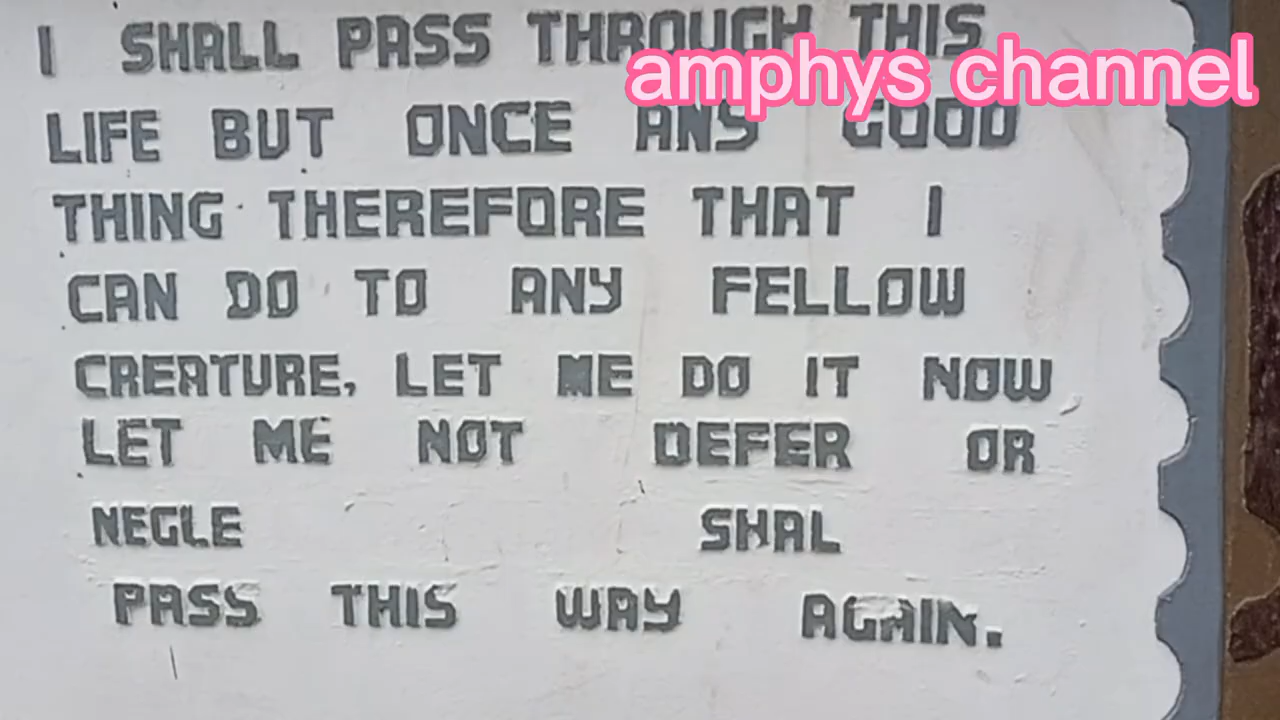 I SHALL PASS THROUGH THIS
amphys channel
LIFE BUT ONCE ANY GOOD
THING THEREFORE THAT I
CAN DO TO ANY FELLOW
CREATURE, LET ME DO IT NOW
LET ME NOT DEFER OR
NEGLE SHAL
PASS THIS WAY AGAIN.